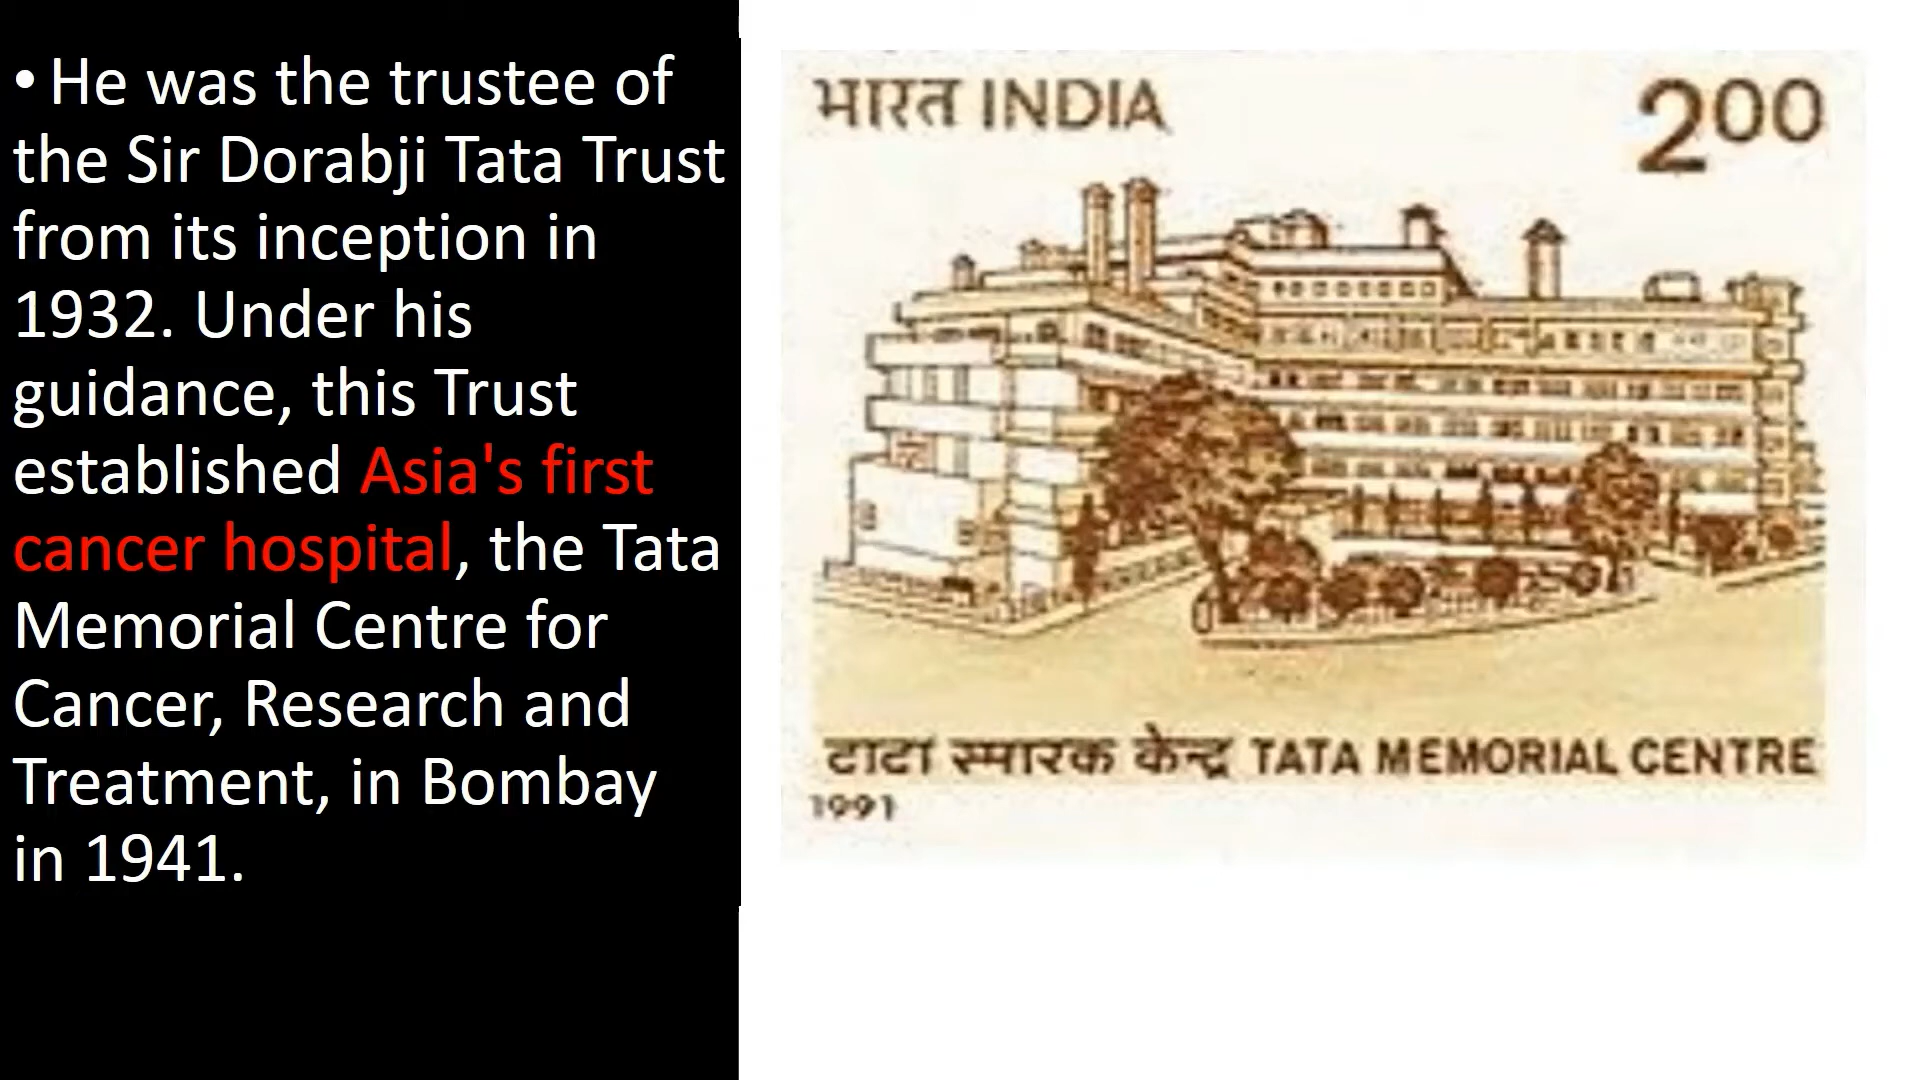 • He was the trustee of
the Sir Dorabji Tata Trust
from its inception in
1932. Under his
guidance, this Trust
established Asia's first
cancer hospital, the Tata
Memorial Centre for
Cancer, Research and
Treatment, in Bombay
in 1941.
भारत INDIA
200
टाटा स्मारक केन्द्र TATA MEMORIAL CENTRE
1991